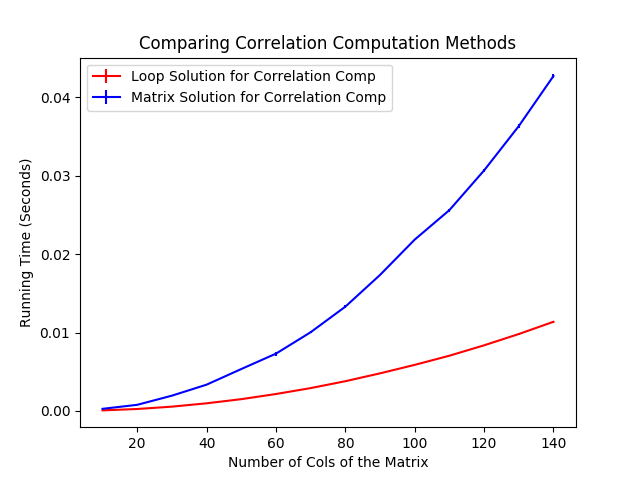 Comparing Correlation Computation Methods
Loop Solution for Correlation Comp
Matrix Solution for Correlation Comp
Running Time (Seconds)
0.04
0.03
0.02
0.01
0.00
20 40 60 80 100 120 140
Number of Cols of the Matrix